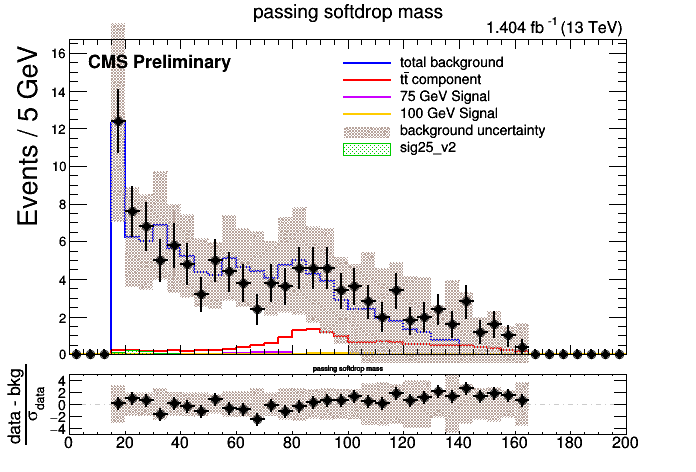 passing softdrop mass
1.404 fb⁻¹ (13 TeV)
CMS Preliminary
total background
tt̄ component
75 GeV Signal
100 GeV Signal
background uncertainty
sig25_v2
Events / 5 GeV
16
14
12
10
8
6
4
2
0
passing softdrop mass
data - bkg
σ_data
4
2
0
−2
−4
0 20 40 60 80 100 120 140 160 180 200